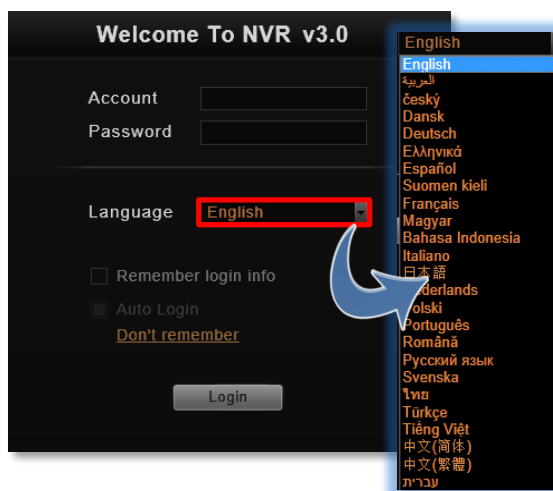 Welcome To NVR v3.0
Account
Password
Language
English
Remember login info
Auto Login
Don't remember
Login
English
English
العربية
český
Dansk
Deutsch
Ελληνικά
Español
Suomen kieli
Français
Magyar
Bahasa Indonesia
Italiano
日本語
ederlands
olski
Português
Română
Русский язык
Svenska
ไทย
Türkçe
Tiếng Việt
中文(简体)
中文(繁體)
עברית